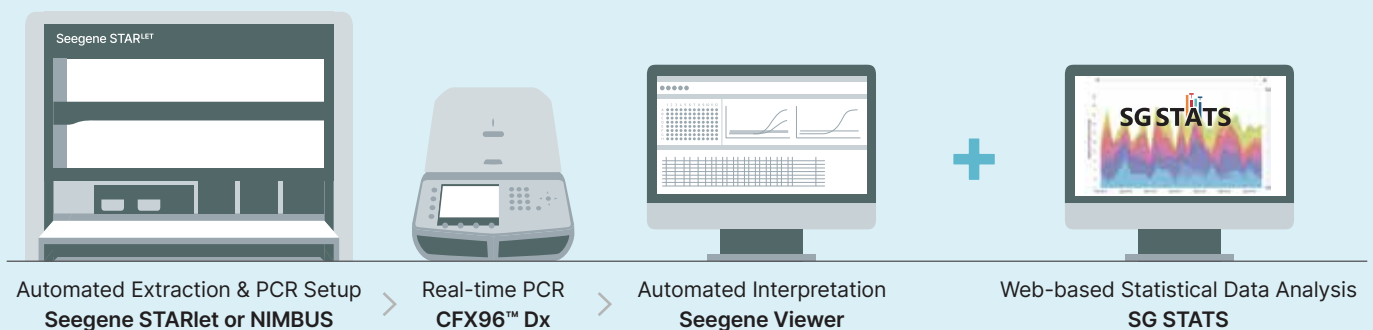 Seegene STARLET
SG STATS
Automated Extraction & PCR Setup
Seegene STARlet or NIMBUS
Real-time PCR
CFX96™ Dx
Automated Interpretation
Seegene Viewer
Web-based Statistical Data Analysis
SG STATS